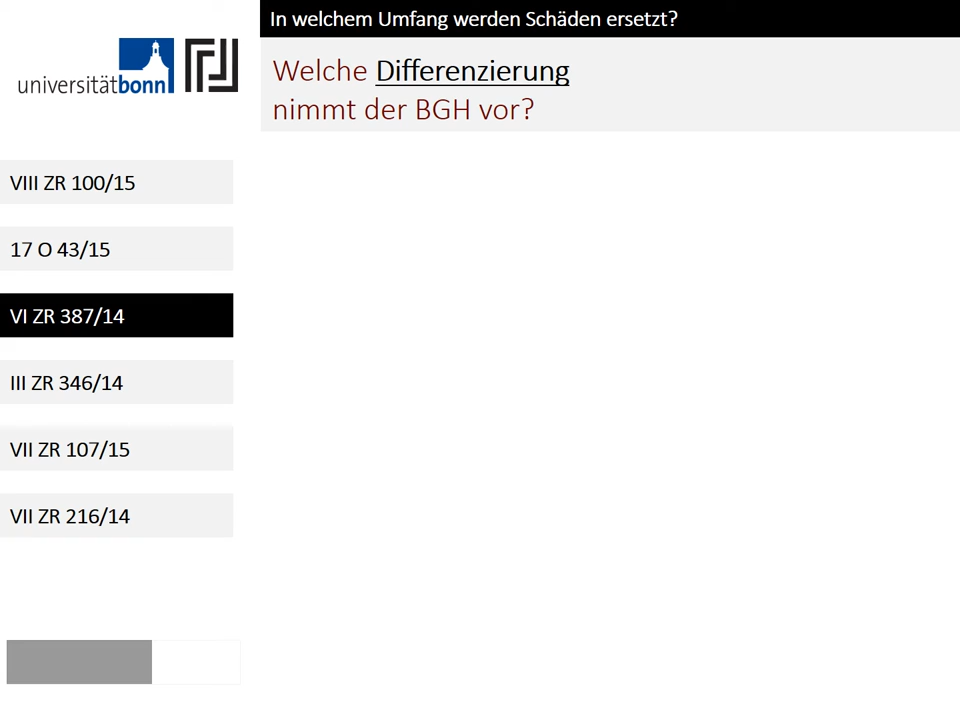 In welchem Umfang werden Schäden ersetzt?
universitätbonn
Welche Differenzierung
nimmt der BGH vor?
VIII ZR 100/15
17 O 43/15
VI ZR 387/14
III ZR 346/14
VII ZR 107/15
VII ZR 216/14